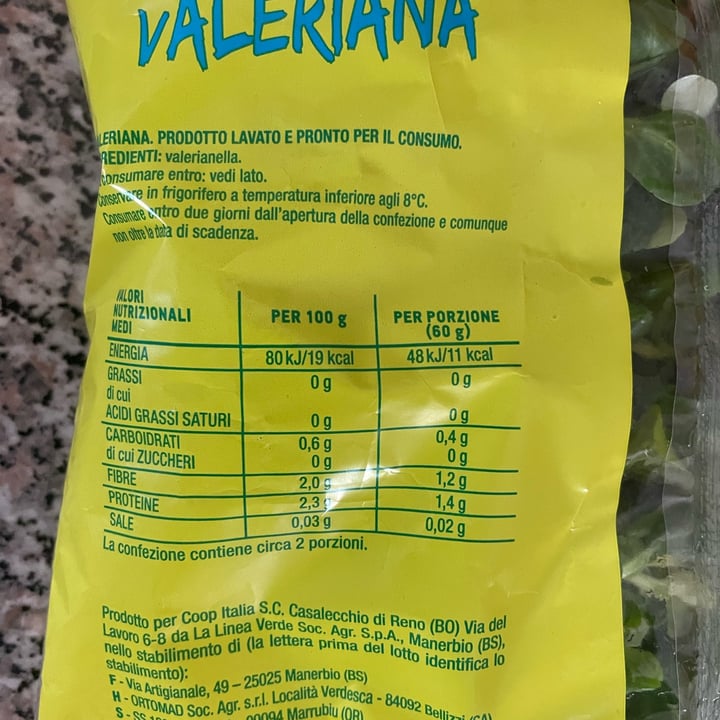 VALERIANA
LERIANA. PRODOTTO LAVATO E PRONTO PER IL CONSUMO.
REDIENTI: valerianella.
Consumare entro: vedi lato.
Conservare in frigorifero a temperatura inferiore agli 8°C.
Consumare entro due giorni dall'apertura della confezione e comunque
non oltre la data di scadenza.
VALORI NUTRIZIONALI MEDI PER 100 g PER PORZIONE (60 g)
ENERGIA 80 kJ/19 kcal 48 kJ/11 kcal
GRASSI 0 g 0 g
di cui
ACIDI GRASSI SATURI 0 g 0 g
CARBOIDRATI 0,6 g 0,4 g
di cui ZUCCHERI 0 g 0 g
FIBRE 2,0 g 1,2 g
PROTEINE 2,3 g 1,4 g
SALE 0,03 g 0,02 g
La confezione contiene circa 2 porzioni.
Prodotto per Coop Italia S.C. Casalecchio di Reno (BO) Via del
Lavoro 6-8 da La Linea Verde Soc. Agr. S.p.A., Manerbio (BS),
nello stabilimento di (la lettera prima del lotto identifica lo
stabilimento):
F - Via Artigianale, 49 – 25025 Manerbio (BS)
H - ORTOMAD Soc. Agr. s.r.l. Località Verdesca - 84092 Bellizzi (SA)
S - SS Marrubiu (OR)